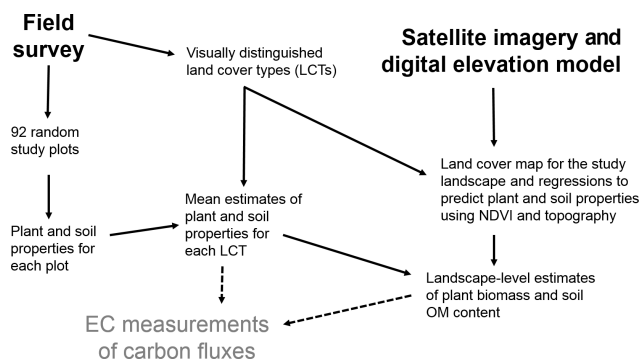 Field
survey
Visually distinguished
land cover types (LCTs)
Satellite imagery and
digital elevation model
92 random
study plots
Land cover map for the study
landscape and regressions to
predict plant and soil properties
using NDVI and topography
Plant and soil
properties for
each plot
Mean estimates of
plant and soil
properties for
each LCT
Landscape-level estimates
of plant biomass and soil
OM content
EC measurements
of carbon fluxes